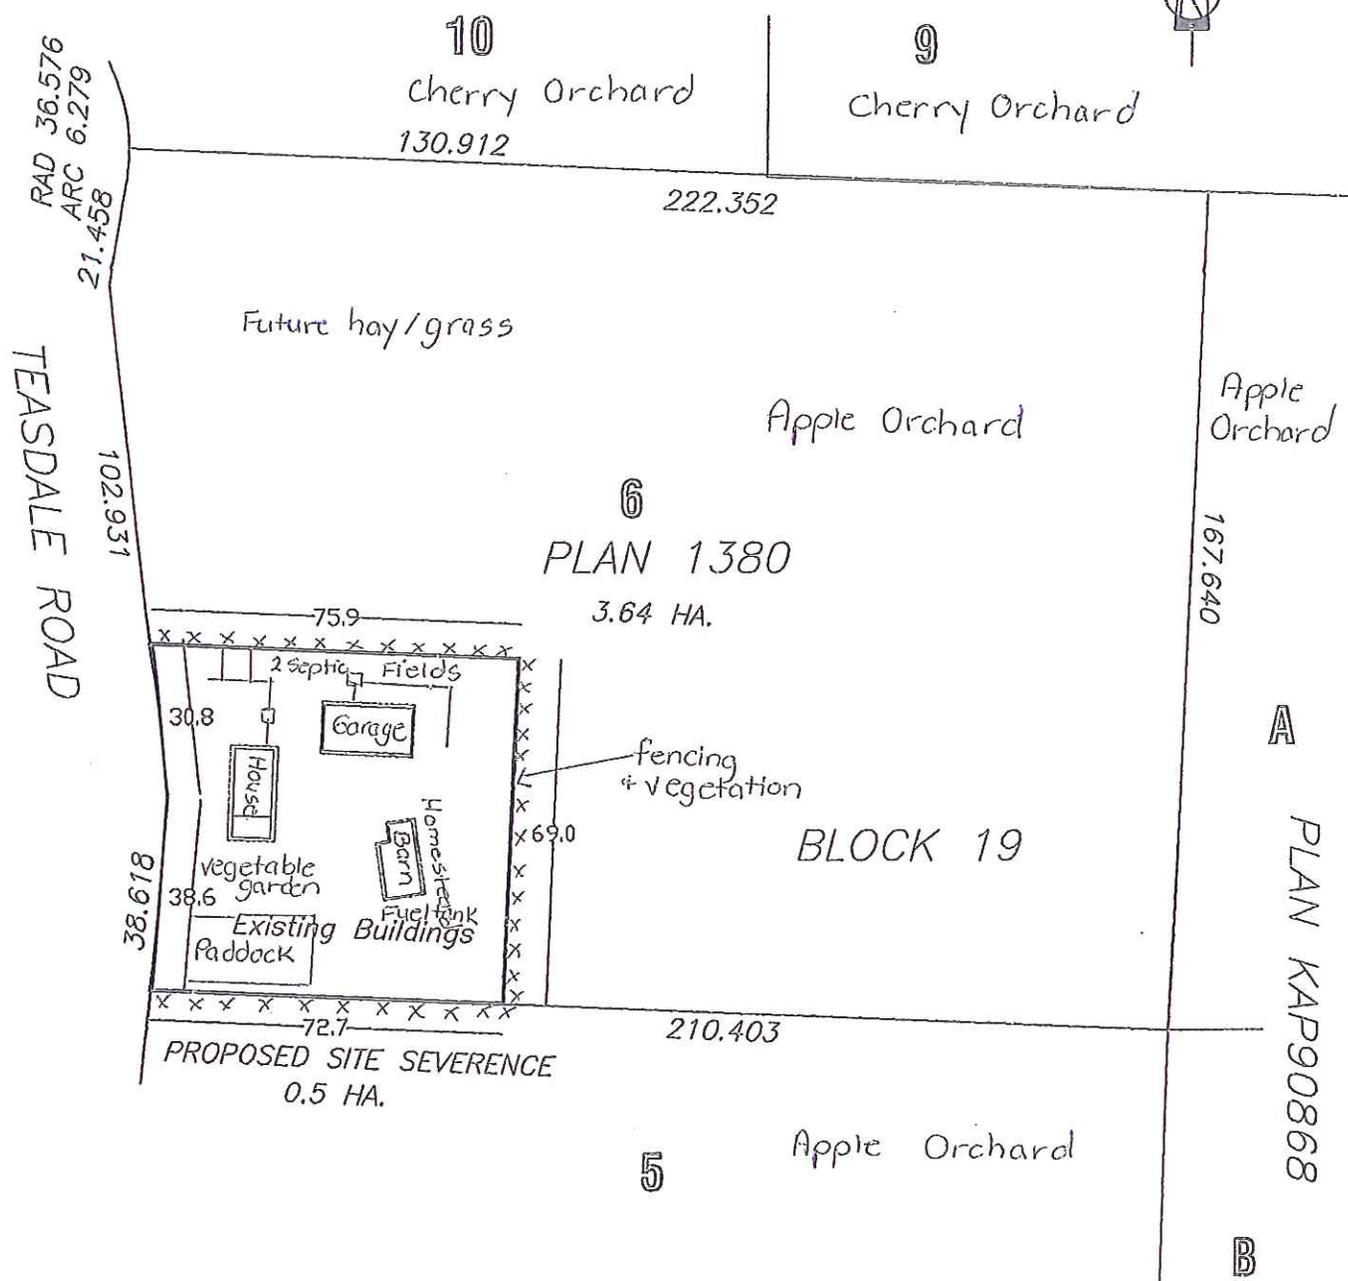 10
9
Cherry Orchard
Cherry Orchard
130.912
RAD 36.576
ARC 6.279
21.458
222.352
Future hay/grass
Apple Orchard
Apple
Orchard
TEASDALE ROAD
102.931
6
PLAN 1380
3.64 HA.
167.640
75.9
2 Septic Fields
30.8
Garage
House
fencing
+ vegetation
A
Homestead
Barn
69.0
BLOCK 19
vegetable
garden
38.618
38.6
Fuel tank
Existing Buildings
Paddock
PLAN KAP90868
72.7
210.403
PROPOSED SITE SEVERENCE
0.5 HA.
Apple Orchard
5
B